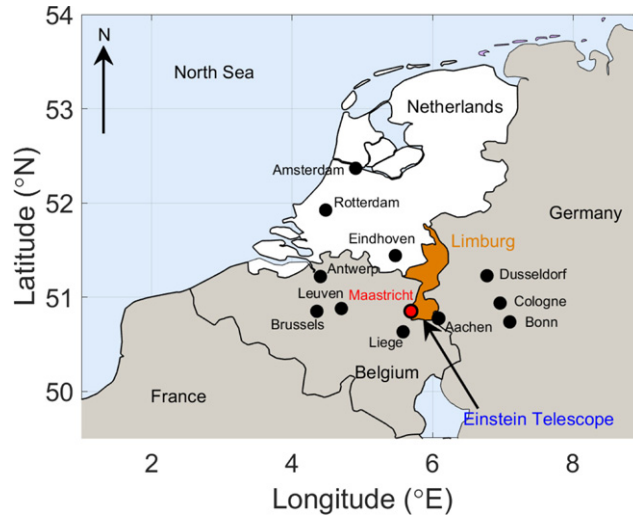 54
N
North Sea
53
Netherlands
Amsterdam
52
Rotterdam
Germany
Eindhoven
Limburg
Antwerp
Dusseldorf
51
Leuven
Maastricht
Cologne
Brussels
Aachen
Bonn
Liege
Belgium
50
France
Einstein Telescope
2
4
6
8
Latitude (°N)
Longitude (°E)